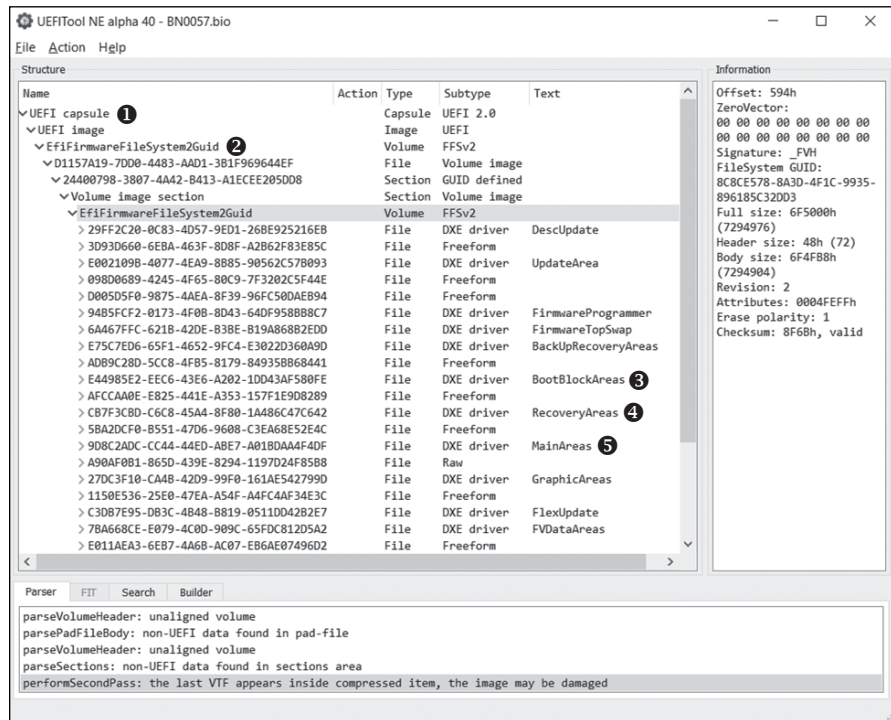 UEFITool NE alpha 40 - BN0057.bio
File Action Help
Structure
Name Action Type Subtype Text
UEFI capsule ❶ Capsule UEFI 2.0
UEFI image Image UEFI
EfiFirmwareFileSystem2Guid ❷ Volume FFSv2
D1157A19-7DD0-4483-AAD1-3B1F969644EF File Volume image
24400798-3807-4A42-B413-A1ECEE205DD8 Section GUID defined
Volume image section Section Volume image
EfiFirmwareFileSystem2Guid Volume FFSv2
29FF2C20-0C83-4D57-9ED1-26BE925216EB File DXE driver DescUpdate
3D93D660-6EBA-463F-8D8F-A2B62F83E85C File Freeform
E002109B-4077-4EA9-8B85-90562C57B093 File DXE driver UpdateArea
098D0689-4245-4F65-80C9-7F3202C5F44E File Freeform
D005D5F0-9875-4AEA-8F39-96FC50DAEB94 File Freeform
94B5FCF2-0173-4F0B-8D43-64DF958BB8C7 File DXE driver FirmwareProgrammer
6A467FFC-621B-42DE-B3BE-B19A868B2EDD File DXE driver FirmwareTopSwap
E75C7ED6-65F1-4652-9FC4-E3022D360A9D File DXE driver BackUpRecoveryAreas
ADB9C28D-5CC8-4FB5-8179-84935BB68441 File Freeform
E44985E2-EEC6-43E6-A202-1DD43AF580FE File DXE driver BootBlockAreas ❸
AFCCAA0E-E825-441E-A353-157F1E9D8289 File Freeform
CB7F3CBD-C6C8-45A4-8F80-1A486C47C642 File DXE driver RecoveryAreas ❹
5BA2DCF0-B551-47D6-9608-C3EA68E52E4C File Freeform
9D8C2ADC-CC44-44ED-ABE7-A01BDAA4F4DF File DXE driver MainAreas ❺
A90AF0B1-865D-439E-8294-1197D24F85B8 File Raw
27DC3F10-CA4B-42D9-99F0-161AE542799D File DXE driver GraphicAreas
1150E536-25E0-47EA-A54F-A4FC4AF34E3C File Freeform
C3DB7E95-DB3C-4B48-B819-0511DD42B2E7 File DXE driver FlexUpdate
7BA668CE-E079-4C0D-909C-65FDC812D5A2 File DXE driver FVDataAreas
E011AEA3-6EB7-4A6B-AC07-EB6AE07496D2 File Freeform
Information
Offset: 594h
ZeroVector:
00 00 00 00 00 00 00 00
00 00 00 00 00 00 00 00
Signature: _FVH
FileSystem GUID:
8C8CE578-8A3D-4F1C-9935-
896185C32DD3
Full size: 6F5000h
(7294976)
Header size: 48h (72)
Body size: 6F4FB8h
(7294904)
Revision: 2
Attributes: 0004FEFFh
Erase polarity: 1
Checksum: 8F6Bh, valid
Parser FIT Search Builder
parseVolumeHeader: unaligned volume
parsePadFileBody: non-UEFI data found in pad-file
parseVolumeHeader: unaligned volume
parseSections: non-UEFI data found in sections area
performSecondPass: the last VTF appears inside compressed item, the image may be damaged